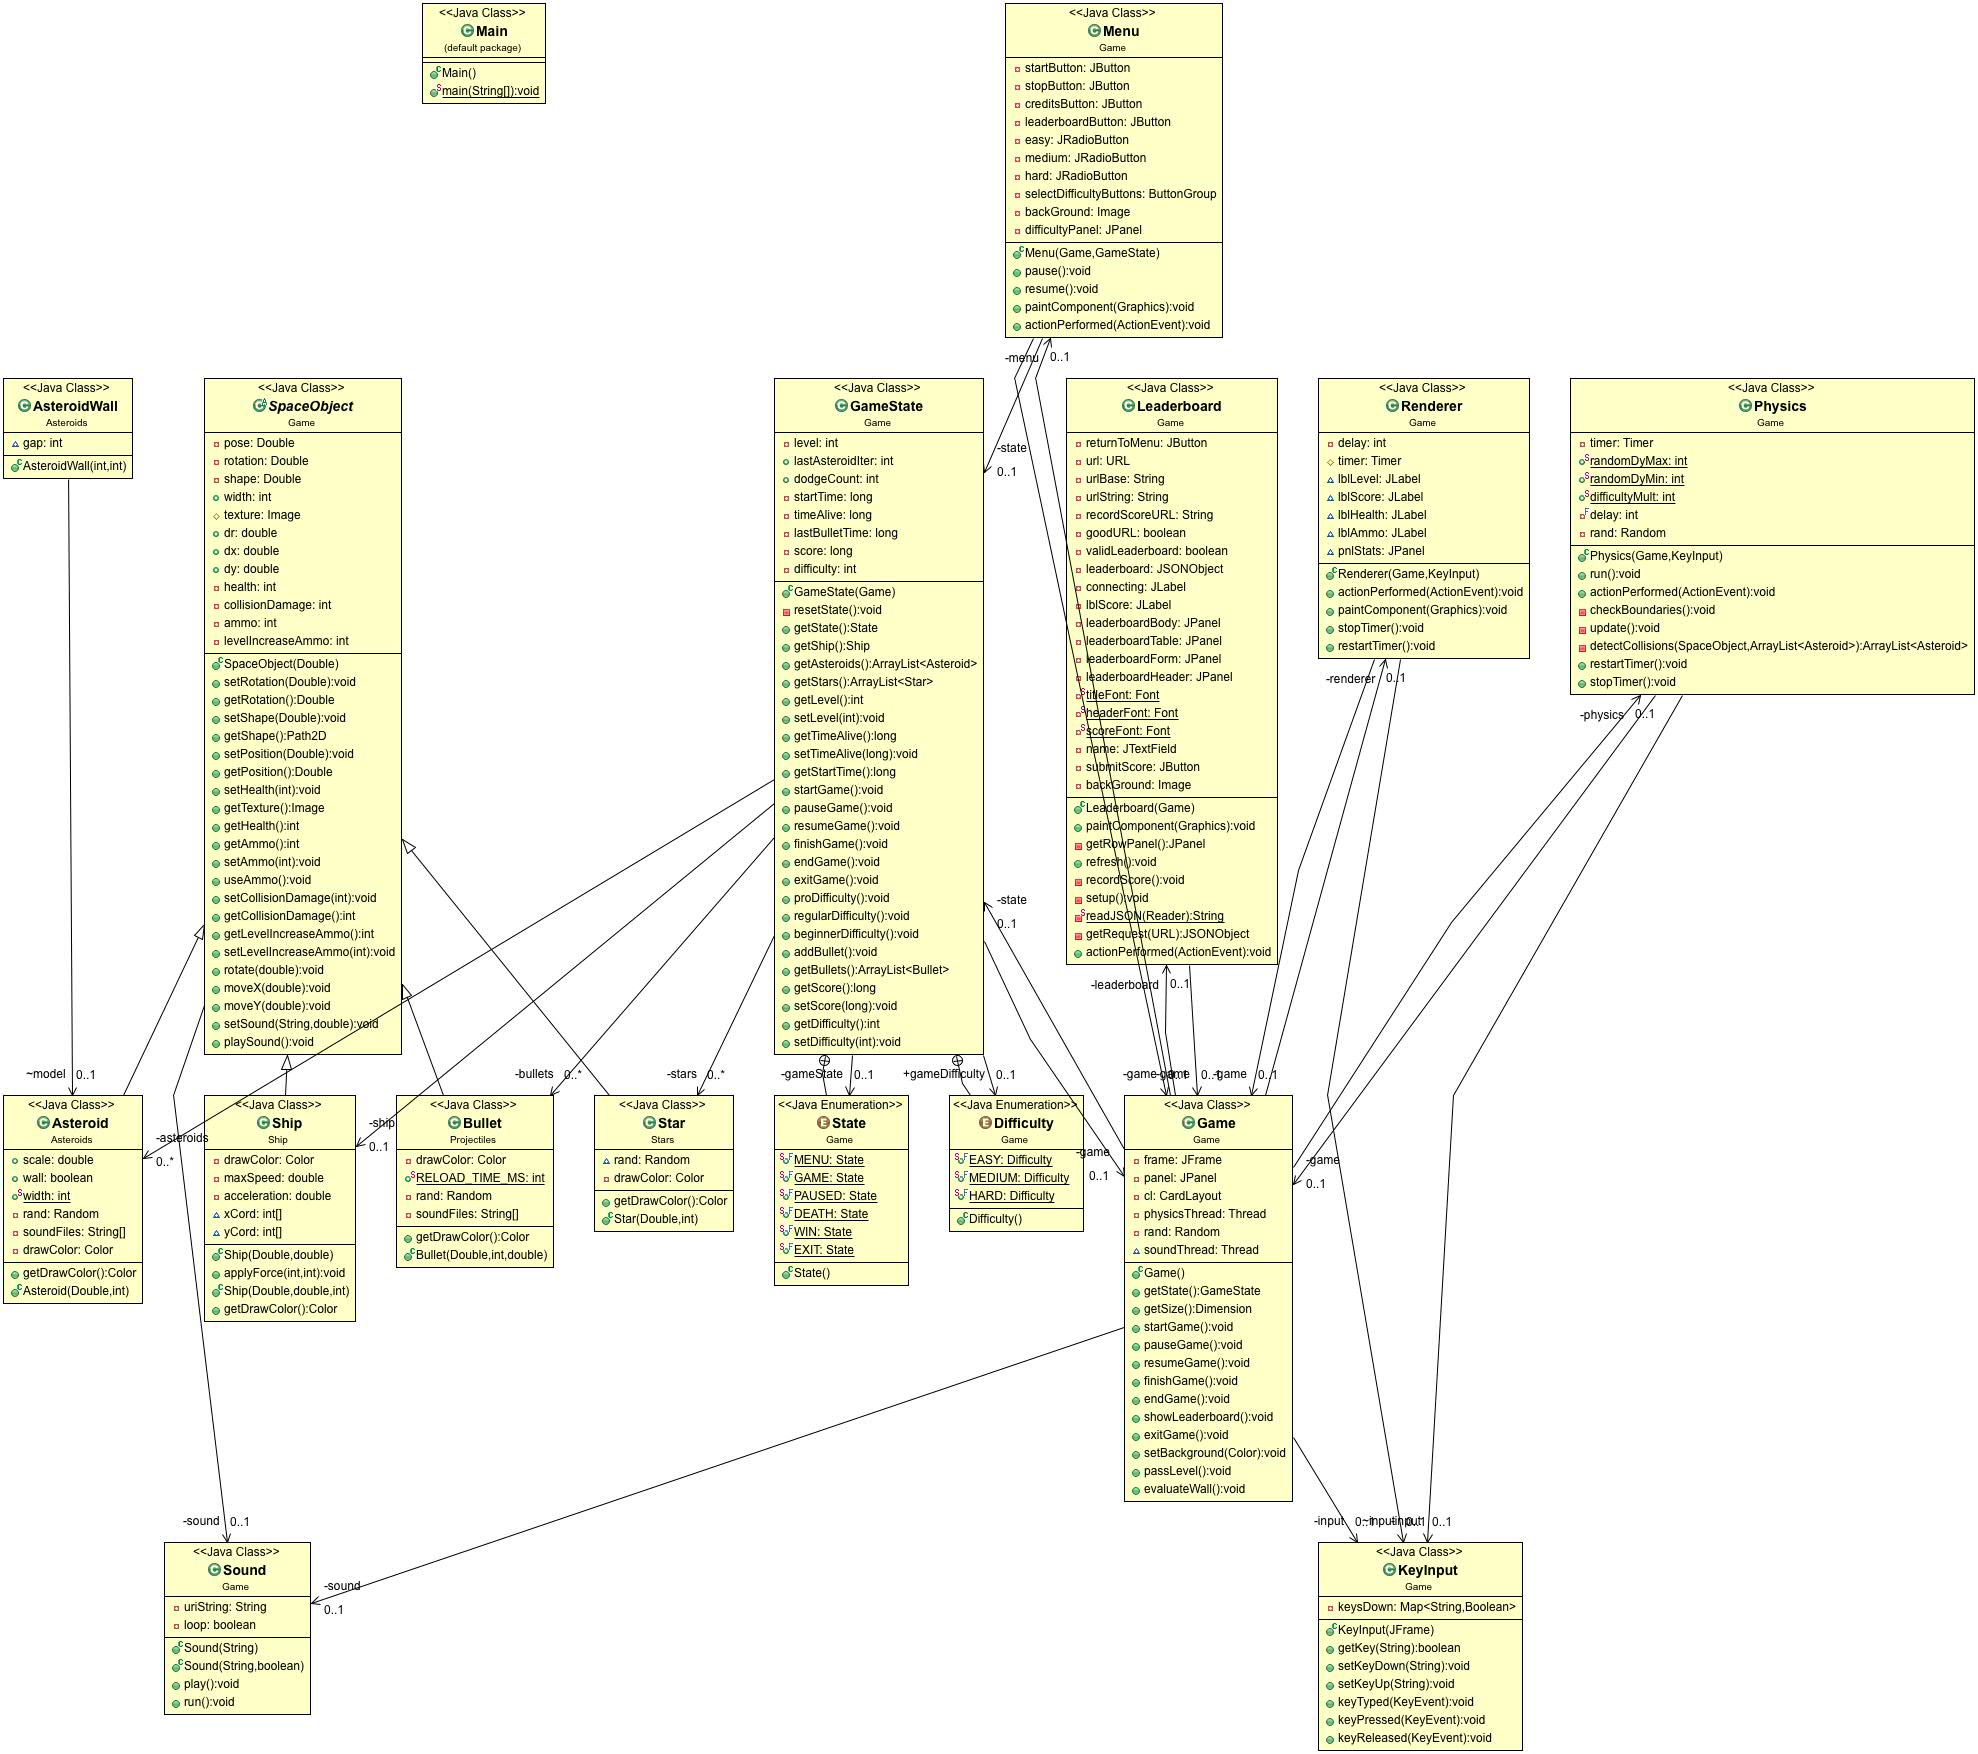 <<Java Class>>
Main
(default package)
Main()
main(String[]):void
<<Java Class>>
Menu
Game
startButton: JButton
stopButton: JButton
creditsButton: JButton
leaderboardButton: JButton
easy: JRadioButton
medium: JRadioButton
hard: JRadioButton
selectDifficultyButtons: ButtonGroup
backGround: Image
difficultyPanel: JPanel
Menu(Game,GameState)
pause():void
resume():void
paintComponent(Graphics):void
actionPerformed(ActionEvent):void
-menu
0..1
<<Java Class>>
AsteroidWall
Asteroids
gap: int
AsteroidWall(int,int)
<<Java Class>>
SpaceObject
Game
pose: Double
rotation: Double
shape: Double
width: int
texture: Image
dr: double
dx: double
dy: double
health: int
collisionDamage: int
ammo: int
levelIncreaseAmmo: int
SpaceObject(Double)
setRotation(Double):void
getRotation():Double
setShape(Double):void
getShape():Path2D
setPosition(Double):void
getPosition():Double
setHealth(int):void
getTexture():Image
getHealth():int
getAmmo():int
setAmmo(int):void
useAmmo():void
setCollisionDamage(int):void
getCollisionDamage():int
getLevelIncreaseAmmo():int
setLevelIncreaseAmmo(int):void
rotate(double):void
moveX(double):void
moveY(double):void
setSound(String,double):void
playSound():void
<<Java Class>>
GameState
Game
level: int
lastAsteroidIter: int
dodgeCount: int
startTime: long
timeAlive: long
lastBulletTime: long
score: long
difficulty: int
GameState(Game)
resetState():void
getState():State
getShip():Ship
getAsteroids():ArrayList<Asteroid>
getStars():ArrayList<Star>
getLevel():int
setLevel(int):void
getTimeAlive():long
setTimeAlive(long):void
getStartTime():long
startGame():void
pauseGame():void
resumeGame():void
finishGame():void
endGame():void
exitGame():void
proDifficulty():void
regularDifficulty():void
beginnerDifficulty():void
addBullet():void
getBullets():ArrayList<Bullet>
getScore():long
setScore(long):void
getDifficulty():int
setDifficulty(int):void
-state
0..1
-state
0..1
<<Java Class>>
Leaderboard
Game
returnToMenu: JButton
url: URL
urlBase: String
urlString: String
recordScoreURL: String
goodURL: boolean
validLeaderboard: boolean
leaderboard: JSONObject
connecting: JLabel
lblScore: JLabel
leaderboardBody: JPanel
leaderboardTable: JPanel
leaderboardForm: JPanel
leaderboardHeader: JPanel
titleFont: Font
headerFont: Font
scoreFont: Font
name: JTextField
submitScore: JButton
backGround: Image
Leaderboard(Game)
paintComponent(Graphics):void
getRowPanel():JPanel
refresh():void
recordScore():void
setup():void
readJSON(Reader):String
getRequest(URL):JSONObject
actionPerformed(ActionEvent):void
-leaderboard
0..1
<<Java Class>>
Renderer
Game
delay: int
timer: Timer
lblLevel: JLabel
lblScore: JLabel
lblHealth: JLabel
lblAmmo: JLabel
pnlStats: JPanel
Renderer(Game,KeyInput)
actionPerformed(ActionEvent):void
paintComponent(Graphics):void
stopTimer():void
restartTimer():void
-renderer
0..1
<<Java Class>>
Physics
Game
timer: Timer
randomDyMax: int
randomDyMin: int
difficultyMult: int
delay: int
rand: Random
Physics(Game,KeyInput)
run():void
actionPerformed(ActionEvent):void
checkBoundaries():void
update():void
detectCollisions(SpaceObject,ArrayList<Asteroid>):ArrayList<Asteroid>
restartTimer():void
stopTimer():void
-physics
0..1
~model
0..1
<<Java Class>>
Asteroid
Asteroids
scale: double
wall: boolean
width: int
rand: Random
soundFiles: String[]
drawColor: Color
getDrawColor():Color
Asteroid(Double,int)
-asteroids
0..*
<<Java Class>>
Ship
Ship
drawColor: Color
maxSpeed: double
acceleration: double
xCord: int[]
yCord: int[]
Ship(Double,double)
applyForce(int,int):void
Ship(Double,double,int)
getDrawColor():Color
-ship
0..1
-bullets
0..*
<<Java Class>>
Bullet
Projectiles
drawColor: Color
RELOAD_TIME_MS: int
rand: Random
soundFiles: String[]
getDrawColor():Color
Bullet(Double,int,double)
-stars
0..*
<<Java Class>>
Star
Stars
rand: Random
drawColor: Color
getDrawColor():Color
Star(Double,int)
-gameState
0..1
<<Java Enumeration>>
State
Game
MENU: State
GAME: State
PAUSED: State
DEATH: State
WIN: State
EXIT: State
State()
+gameDifficulty
0..1
<<Java Enumeration>>
Difficulty
Game
EASY: Difficulty
MEDIUM: Difficulty
HARD: Difficulty
Difficulty()
-game
0..1
-game
-game
0..1
<<Java Class>>
Game
Game
frame: JFrame
panel: JPanel
cl: CardLayout
physicsThread: Thread
rand: Random
soundThread: Thread
Game()
getState():GameState
getSize():Dimension
startGame():void
pauseGame():void
resumeGame():void
finishGame():void
endGame():void
showLeaderboard():void
exitGame():void
setBackground(Color):void
passLevel():void
evaluateWall():void
-game
0..1
-sound
0..1
<<Java Class>>
Sound
Game
uriString: String
loop: boolean
Sound(String)
Sound(String,boolean)
play():void
run():void
-sound
0..1
-input
0..1
<<Java Class>>
KeyInput
Game
keysDown: Map<String,Boolean>
KeyInput(JFrame)
getKey(String):boolean
setKeyDown(String):void
setKeyUp(String):void
keyTyped(KeyEvent):void
keyPressed(KeyEvent):void
keyReleased(KeyEvent):void